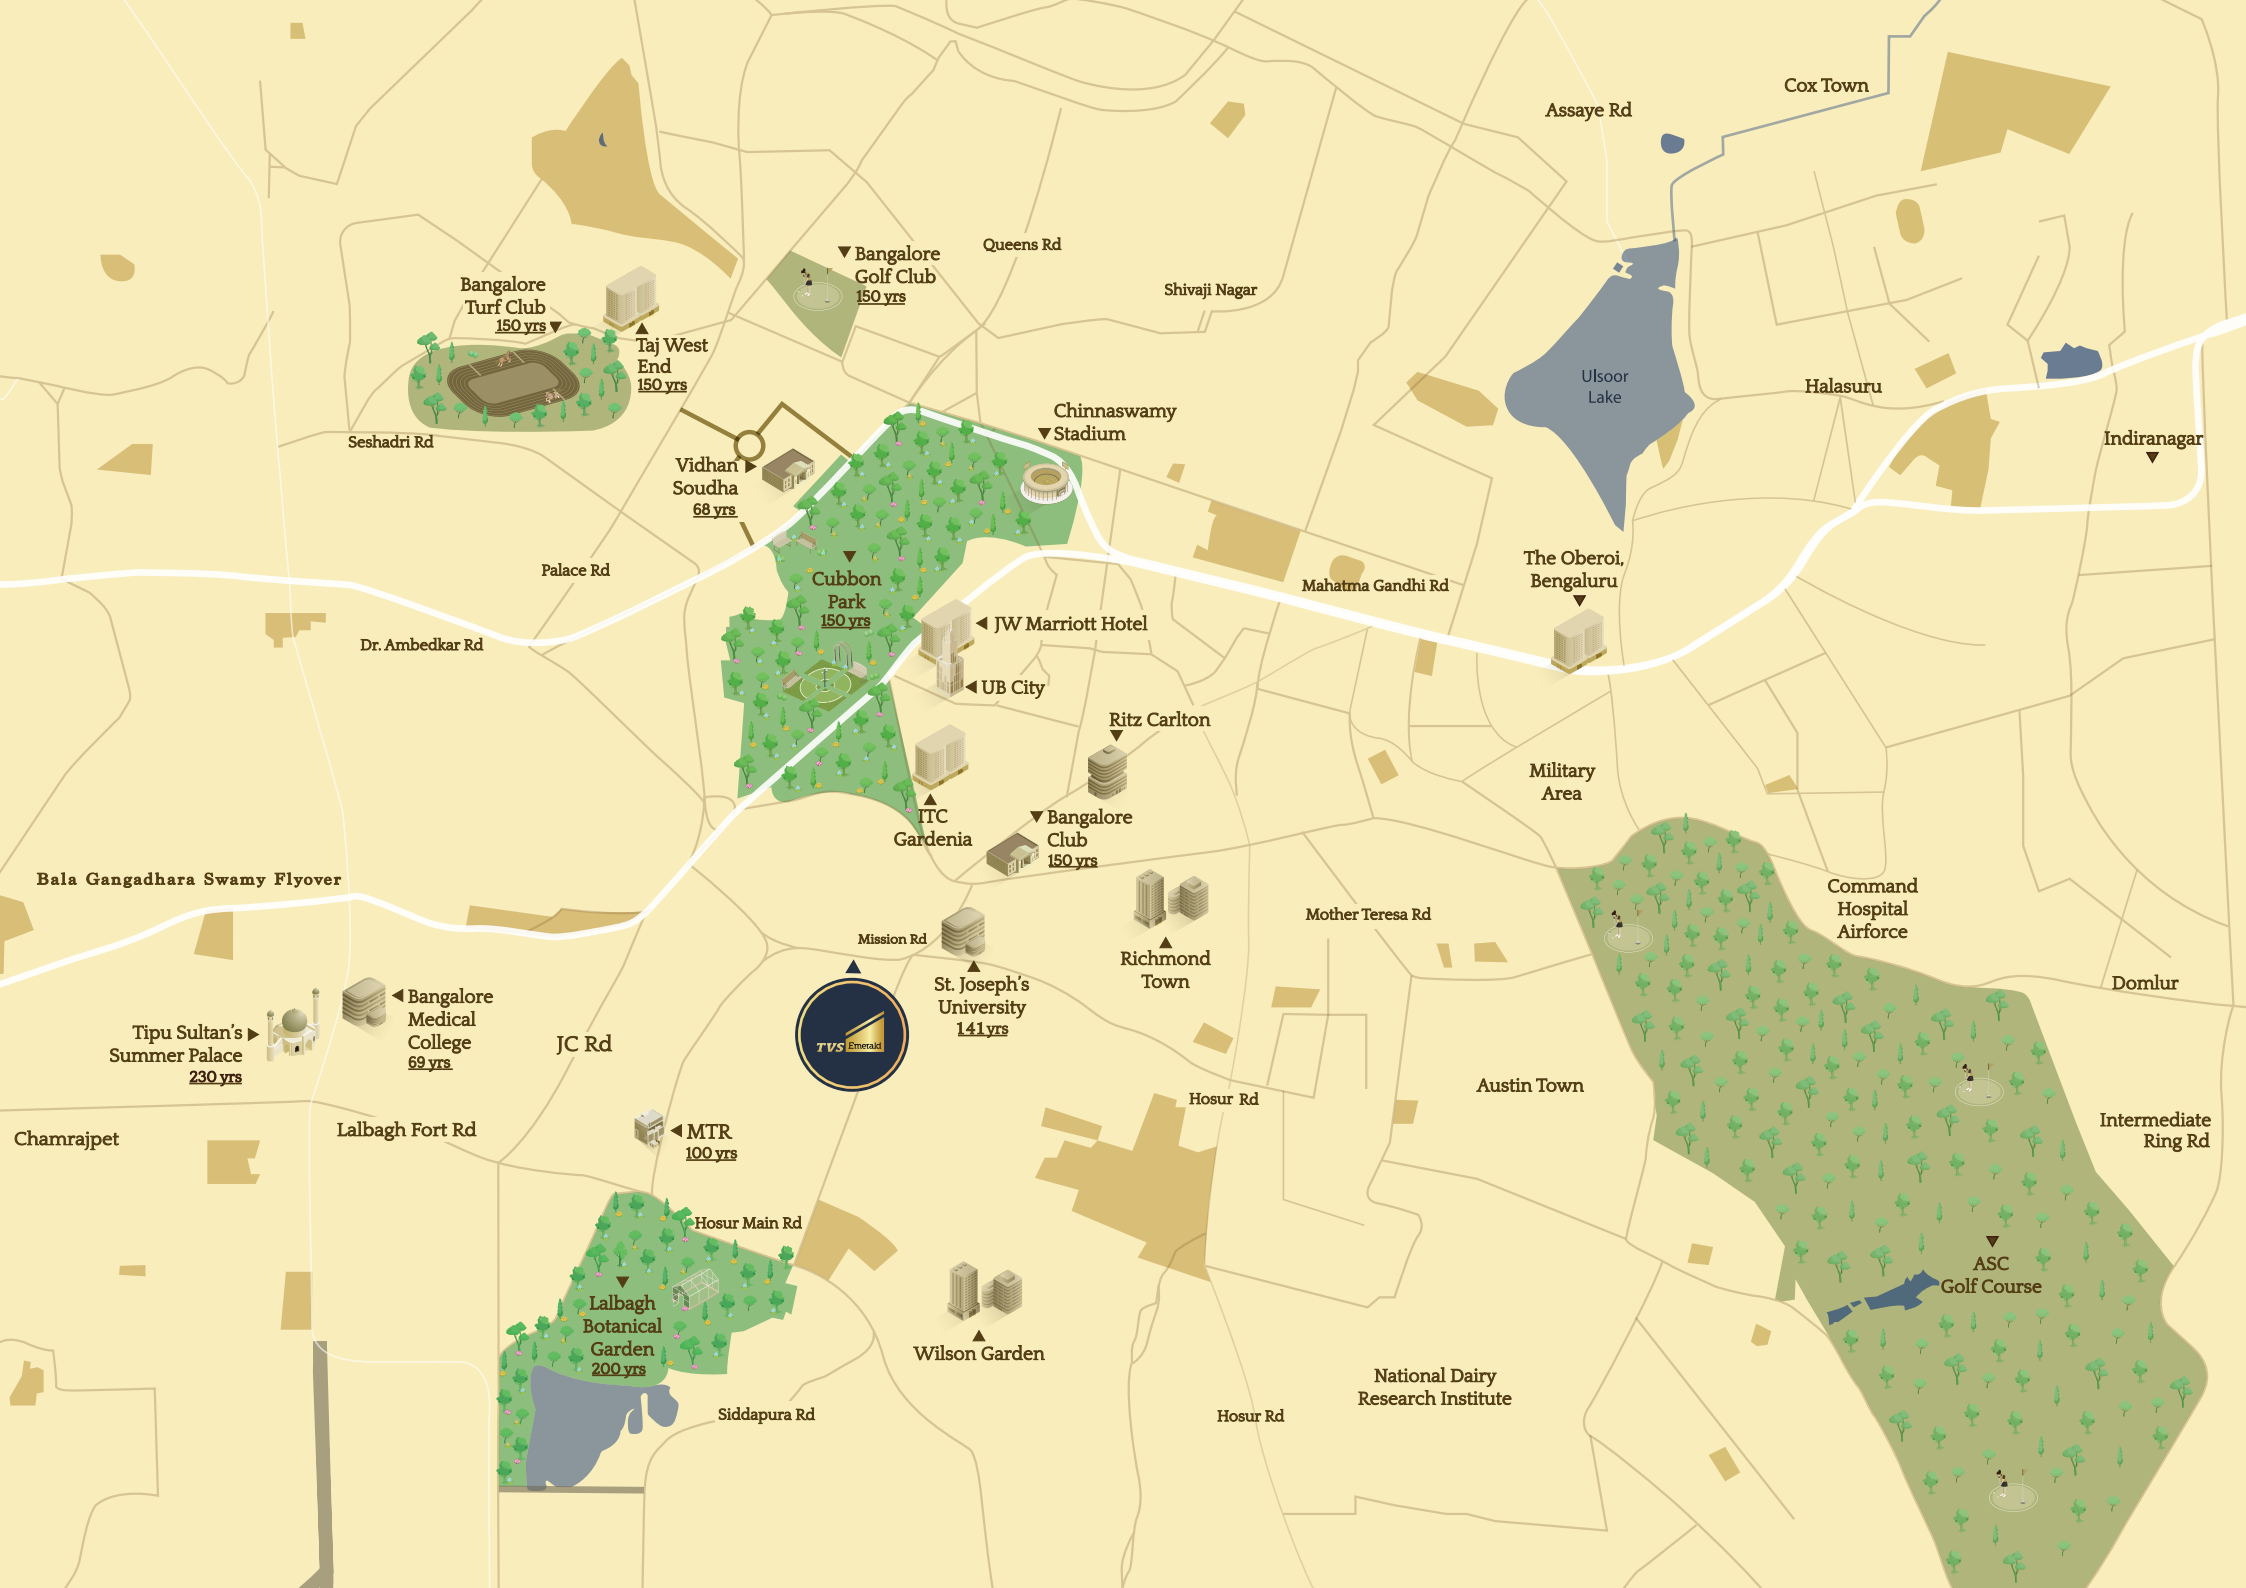 Cox Town
Assaye Rd
Queens Rd
Bangalore
Golf Club
150 yrs
Shivaji Nagar
Bangalore
Turf Club
150 yrs
Taj West
End
150 yrs
Ulsoor
Lake
Halasuru
Indiranagar
Chinnaswamy
Stadium
Seshadri Rd
Vidhan
Soudha
68 yrs
Palace Rd
Cubbon
Park
150 yrs
The Oberoi,
Bengaluru
Mahatma Gandhi Rd
JW Marriott Hotel
Dr. Ambedkar Rd
UB City
Ritz Carlton
Military
Area
ITC
Gardenia
Bangalore
Club
150 yrs
Bala Gangadhara Swamy Flyover
Command
Hospital
Airforce
Mother Teresa Rd
Mission Rd
Richmond
Town
St. Joseph's
University
141 yrs
Domlur
Bangalore
Medical
College
69 yrs
Tipu Sultan's
Summer Palace
230 yrs
JC Rd
TVS Emerald
Austin Town
Hosur Rd
Intermediate
Ring Rd
Chamrajpet
Lalbagh Fort Rd
MTR
100 yrs
Hosur Main Rd
ASC
Golf Course
Lalbagh
Botanical
Garden
200 yrs
Wilson Garden
National Dairy
Research Institute
Siddapura Rd
Hosur Rd